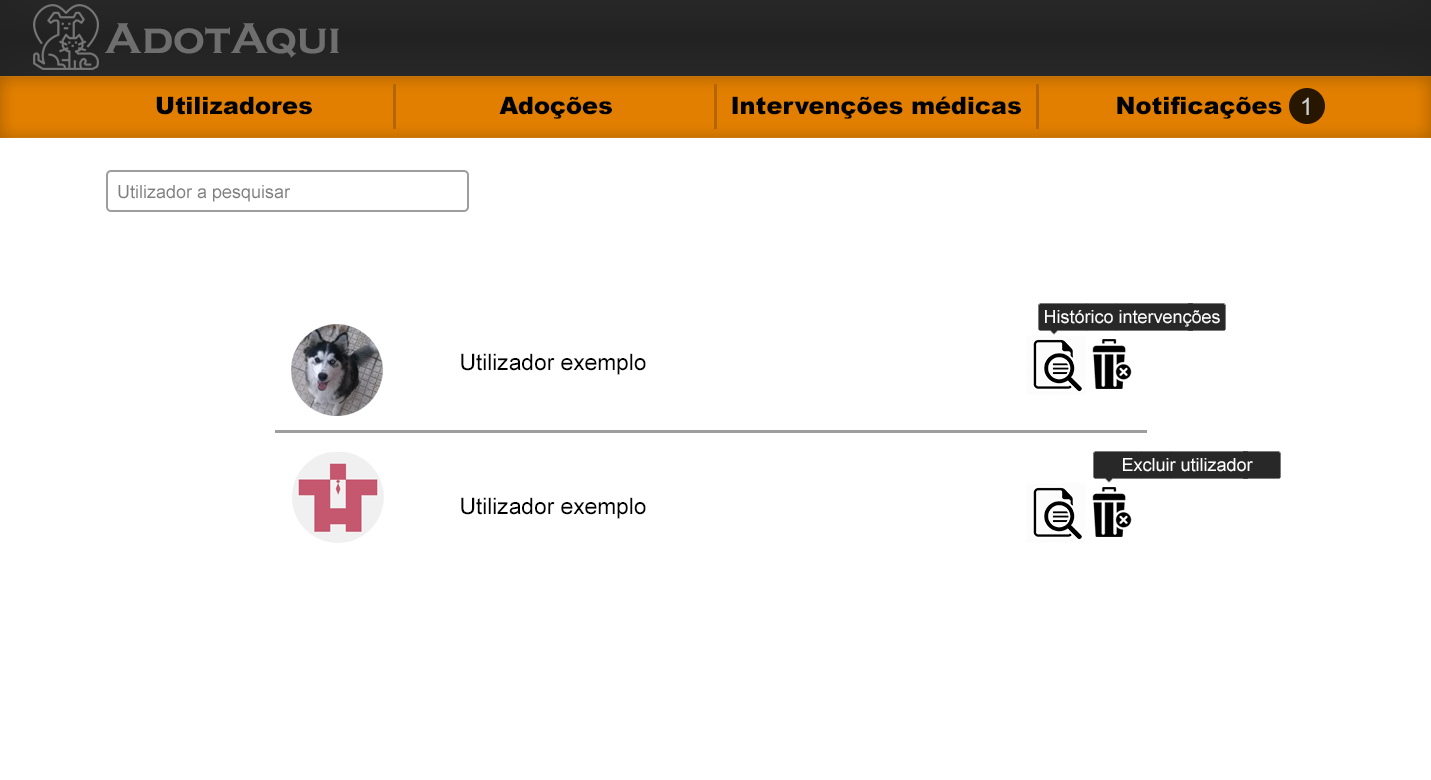 AdotAqui
Utilizadores Adoções Intervenções médicas Notificações 1
Utilizador a pesquisar
Histórico intervenções
Utilizador exemplo
Excluir utilizador
Utilizador exemplo